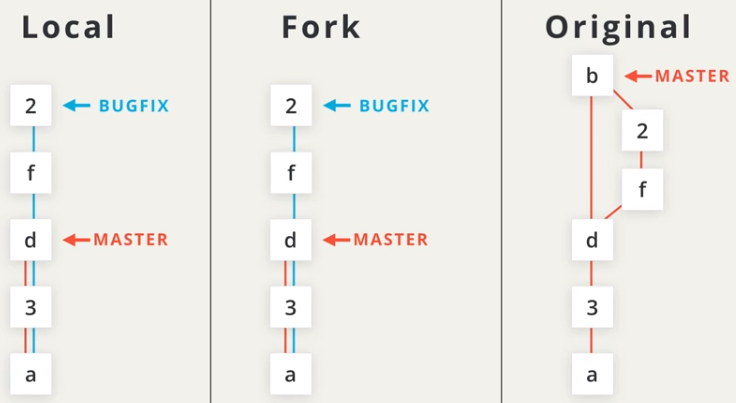 Local
2
BUGFIX
f
d
MASTER
3
a
Fork
2
BUGFIX
f
d
MASTER
3
a
Original
b
MASTER
2
f
d
3
a